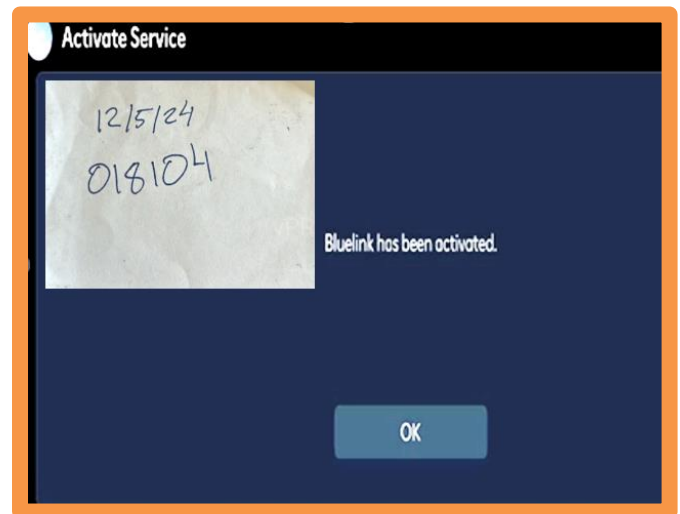 Activate Service
12/5/24
018104
Bluelink has been activated.
OK